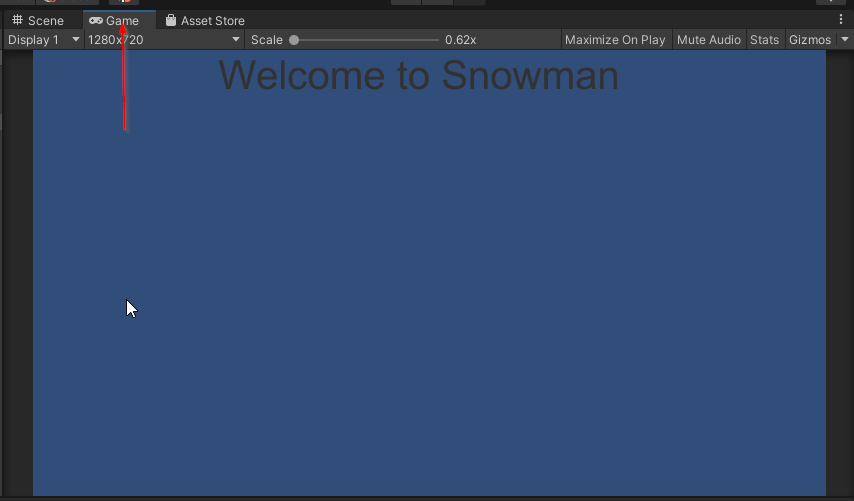 Scene Game Asset Store
Display 1 1280x720 Scale 0.62x Maximize On Play Mute Audio Stats Gizmos
Welcome to Snowman